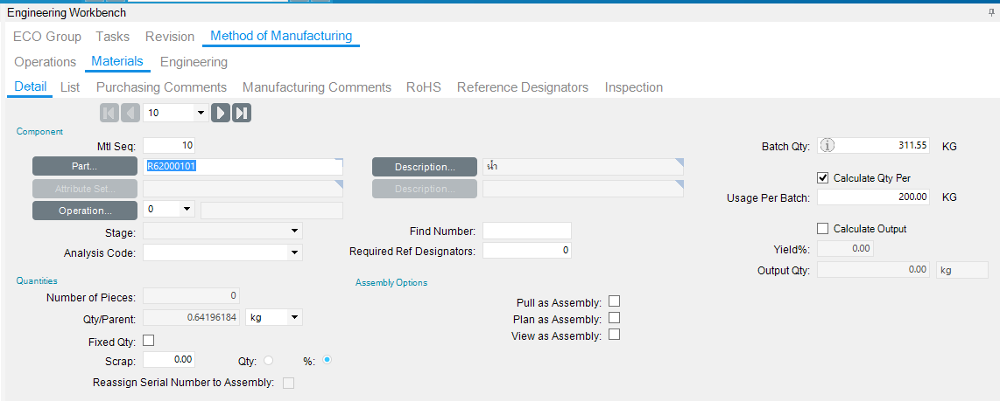 Engineering Workbench
ECO Group Tasks Revision Method of Manufacturing
Operations Materials Engineering
Detail List Purchasing Comments Manufacturing Comments RoHS Reference Designators Inspection
10
Component
Mtl Seq: 10 Batch Qty: 311.55 KG
Part... R62000101 Description... น้ำ
Calculate Qty Per
Attribute Set... Description...
Usage Per Batch: 200.00 KG
Operation... 0
Stage: Find Number: Calculate Output
Analysis Code: Required Ref Designators: 0 Yield%: 0.00
Output Qty: 0.00 kg
Quantities Assembly Options
Number of Pieces: 0 Pull as Assembly:
Qty/Parent: 0.64196184 kg Plan as Assembly:
Fixed Qty: View as Assembly:
Scrap: 0.00 Qty: %:
Reassign Serial Number to Assembly: